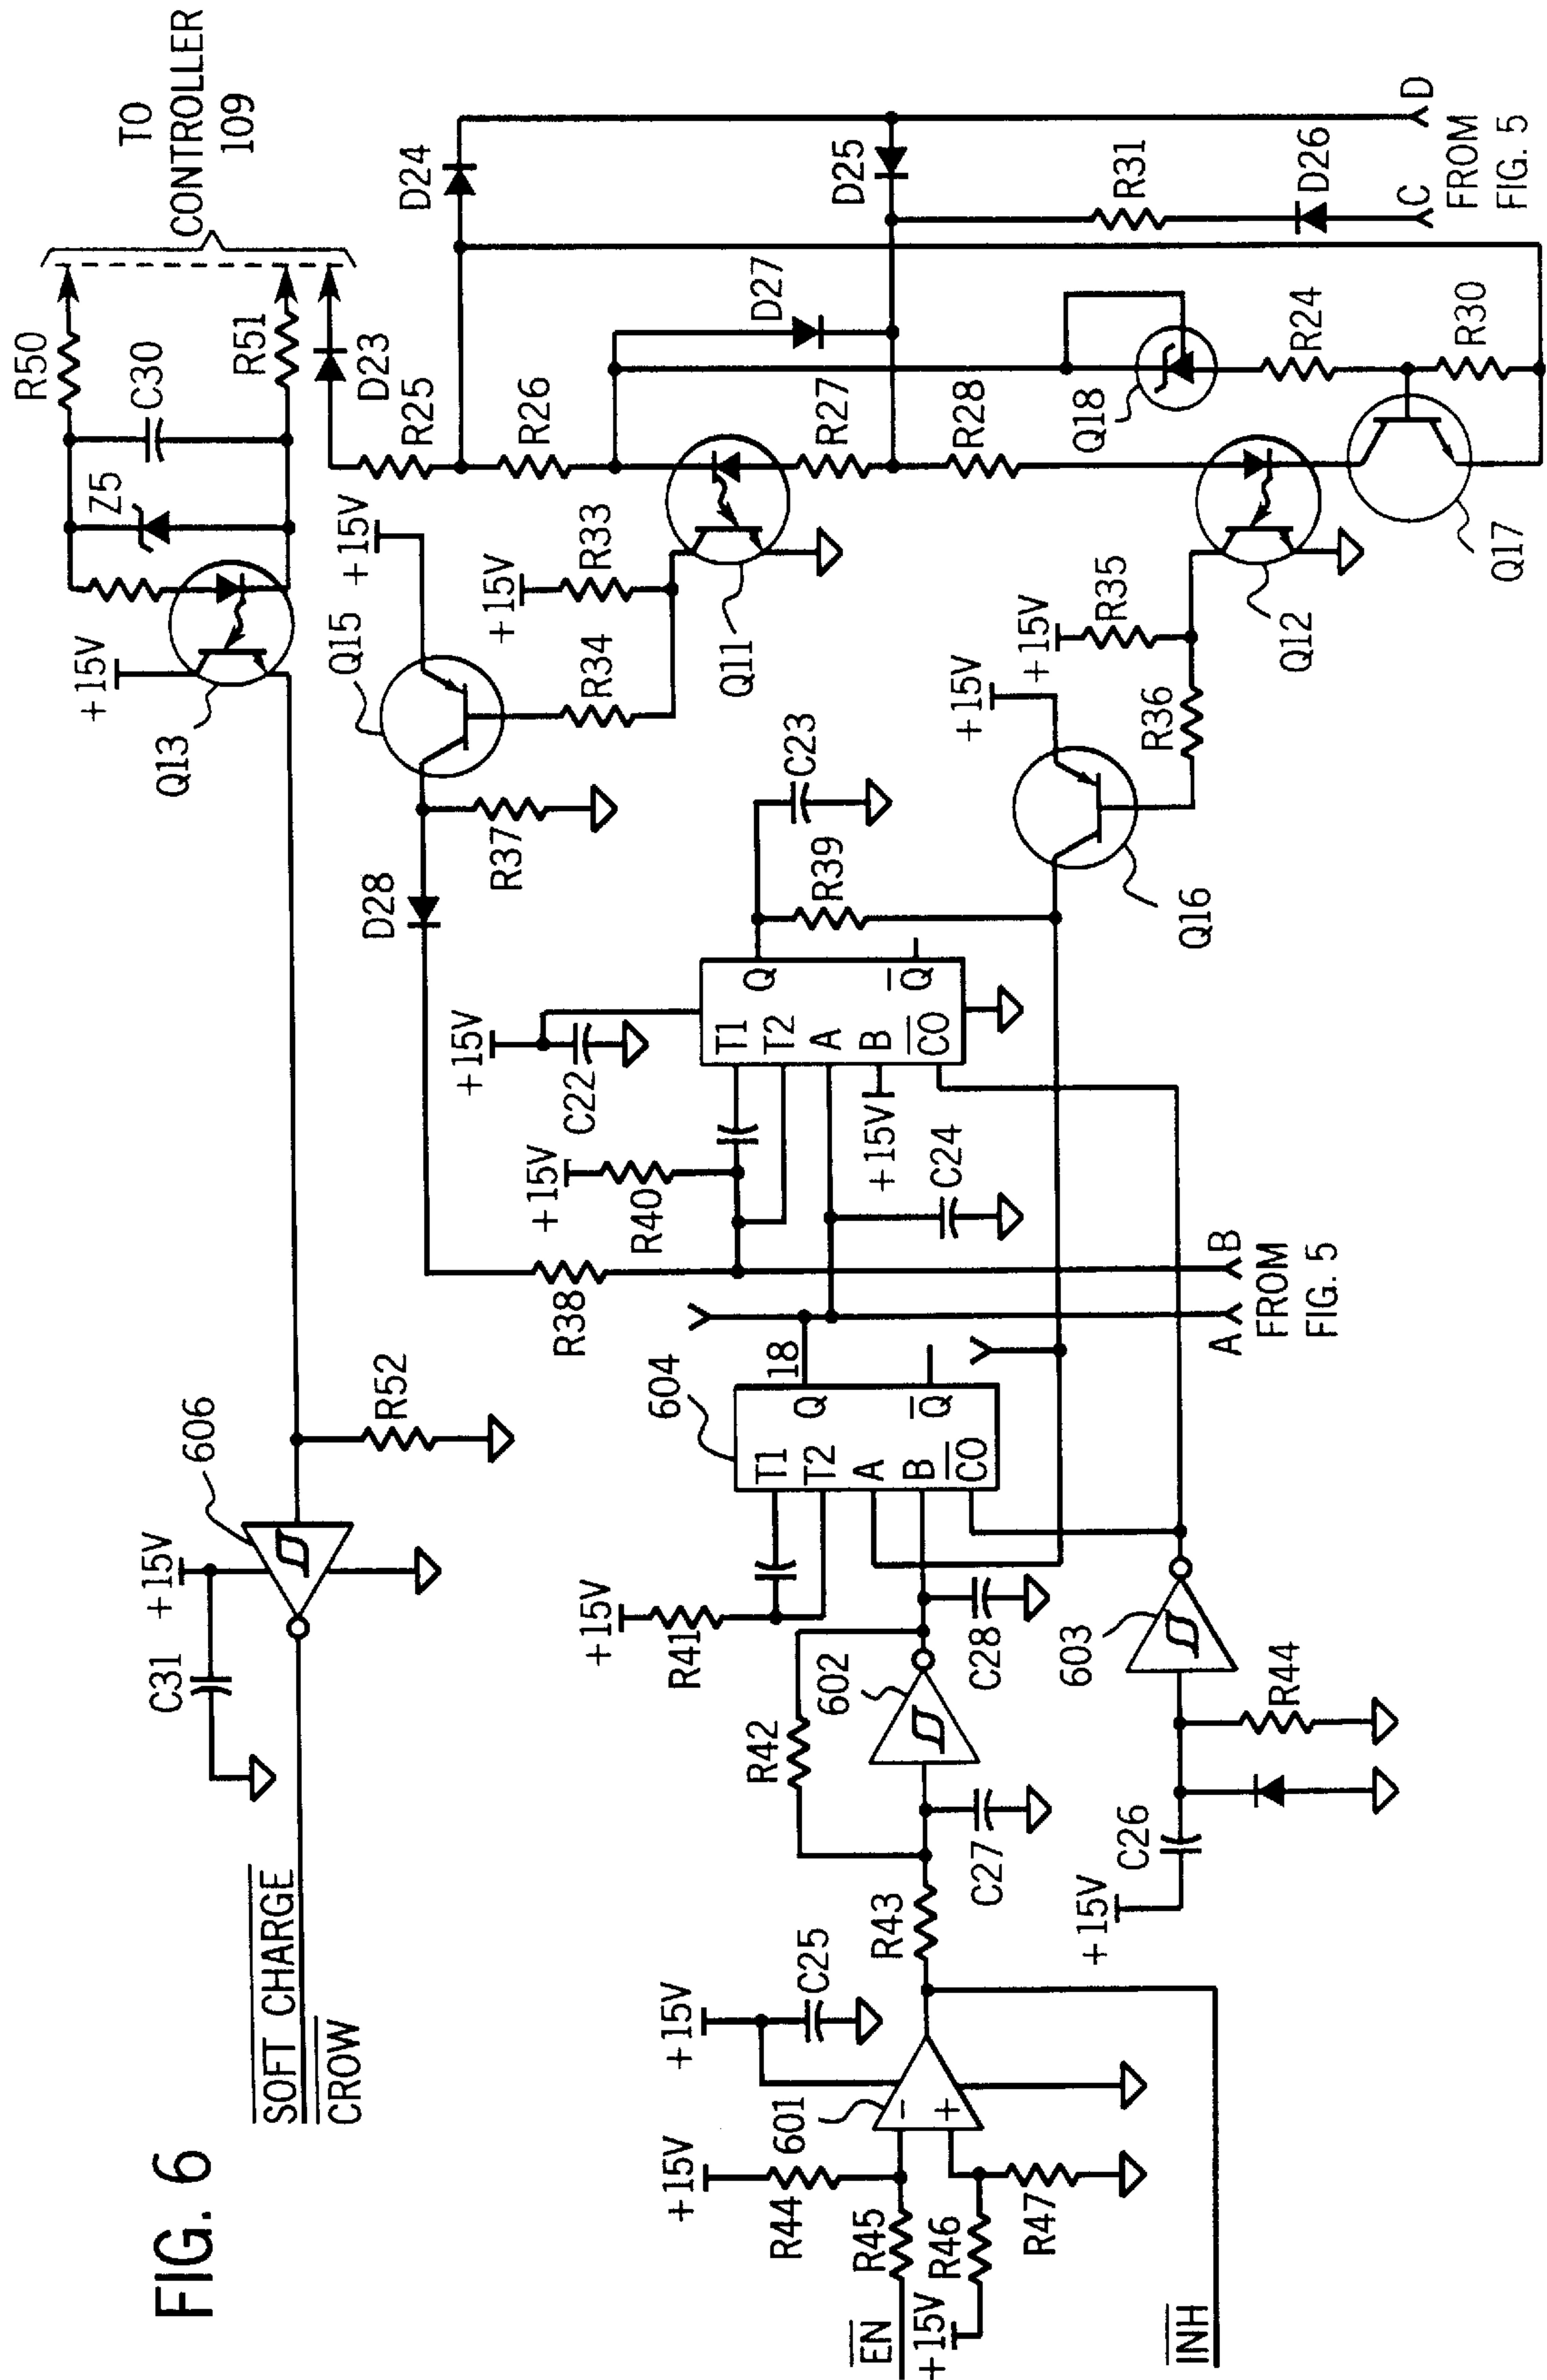 FIG. 6
SOFT CHARGE
CROW
C31
+15V
606
R52
Q13
+15V
Z5
C30
R50
R51
TO
CONTROLLER
109
D23
R25
D24
R26
D27
D25
R31
D26
C
D
FROM
FIG. 5
R27
R28
Q18
R24
R30
Q17
Q11
Q12
+15V
Q15
+15V
R33
R34
R37
D28
+15V
R35
R36
+15V
Q16
C23
R39
+15V
C22
Q
Q
T1
T2
A
B
CO
+15V
C24
+15V
R40
R38
A
B
FROM
FIG. 5
604
18
Q
Q
T1
T2
A
B
CO
+15V
R41
R42
602
C28
603
R44
C27
C26
+15V
R43
+15V
C25
601
-
+
+15V
R44
R45
R46
R47
EN
+15V
INH